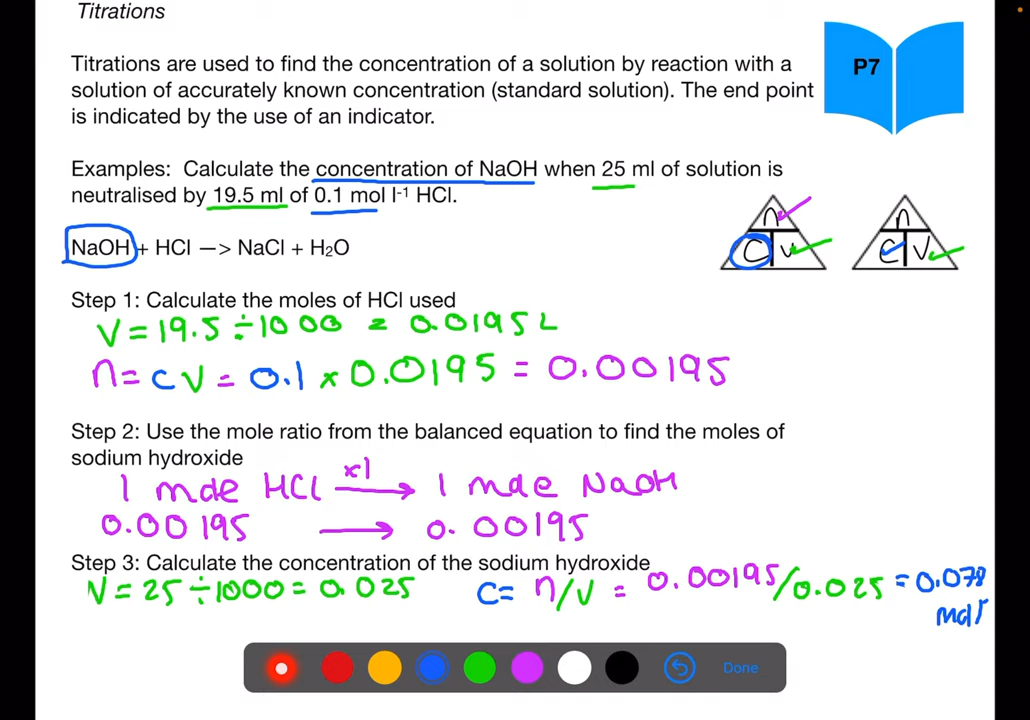 Titrations
Titrations are used to find the concentration of a solution by reaction with a
solution of accurately known concentration (standard solution). The end point
is indicated by the use of an indicator.
P7
Examples: Calculate the concentration of NaOH when 25 ml of solution is
neutralised by 19.5 ml of 0.1 mol l⁻¹ HCl.
NaOH + HCl —> NaCl + H₂O
n
C V
n
C V
Step 1: Calculate the moles of HCl used
V = 19.5 ÷ 1000 = 0.0195 L
n = CV = 0.1 x 0.0195 = 0.00195
Step 2: Use the mole ratio from the balanced equation to find the moles of
sodium hydroxide
x1
1 mole HCl → 1 mole NaOH
0.00195 → 0.00195
Step 3: Calculate the concentration of the sodium hydroxide
V = 25 ÷ 1000 = 0.025 C = n/V = 0.00195/0.025 = 0.078
Done